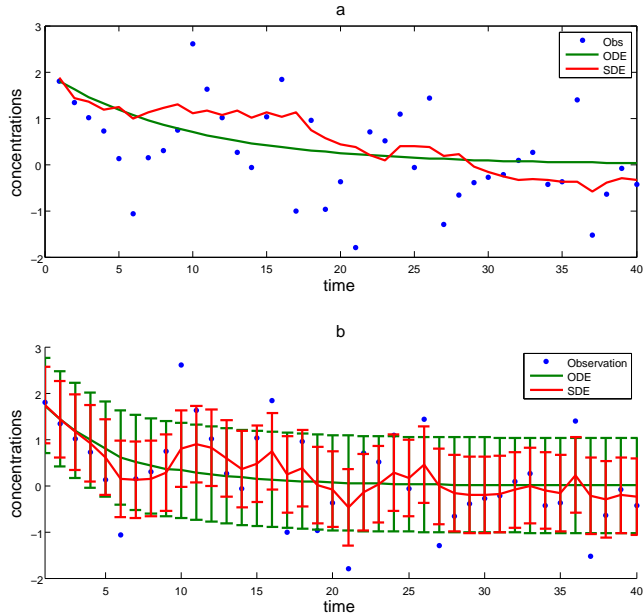 a
3
2
1
0
−1
−2
concentrations
0 5 10 15 20 25 30 35 40
time
Obs
ODE
SDE
b
3
2
1
0
−1
−2
concentrations
5 10 15 20 25 30 35 40
time
Observation
ODE
SDE